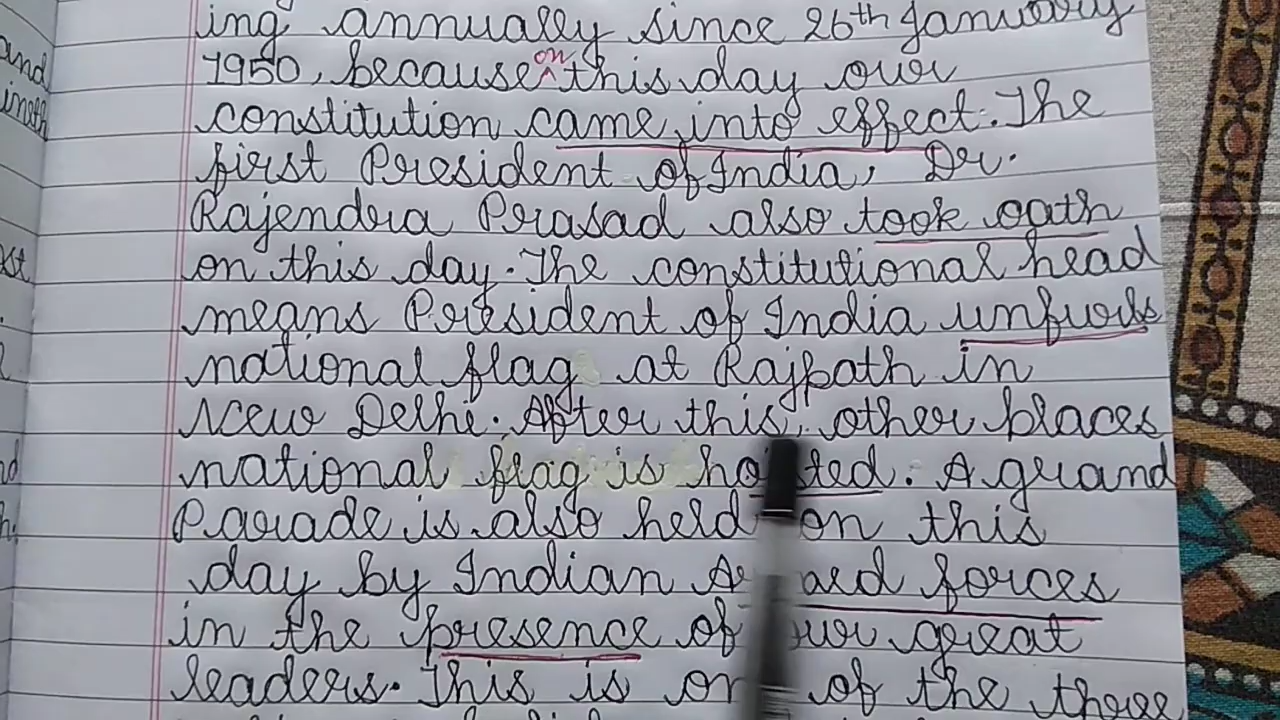 ing annually since 26th January
1950, because on this day our
constitution came into effect. The
first President of India, Dr.
Rajendra Prasad also took oath
on this day. The constitutional head
means President of India unfurls
national flag at Rajpath in
New Delhi. After this, other places
national flag is hoisted. A grand
Parade is also held on this
day by Indian Armed forces
in the presence of our great
leaders. This is one of the three
and